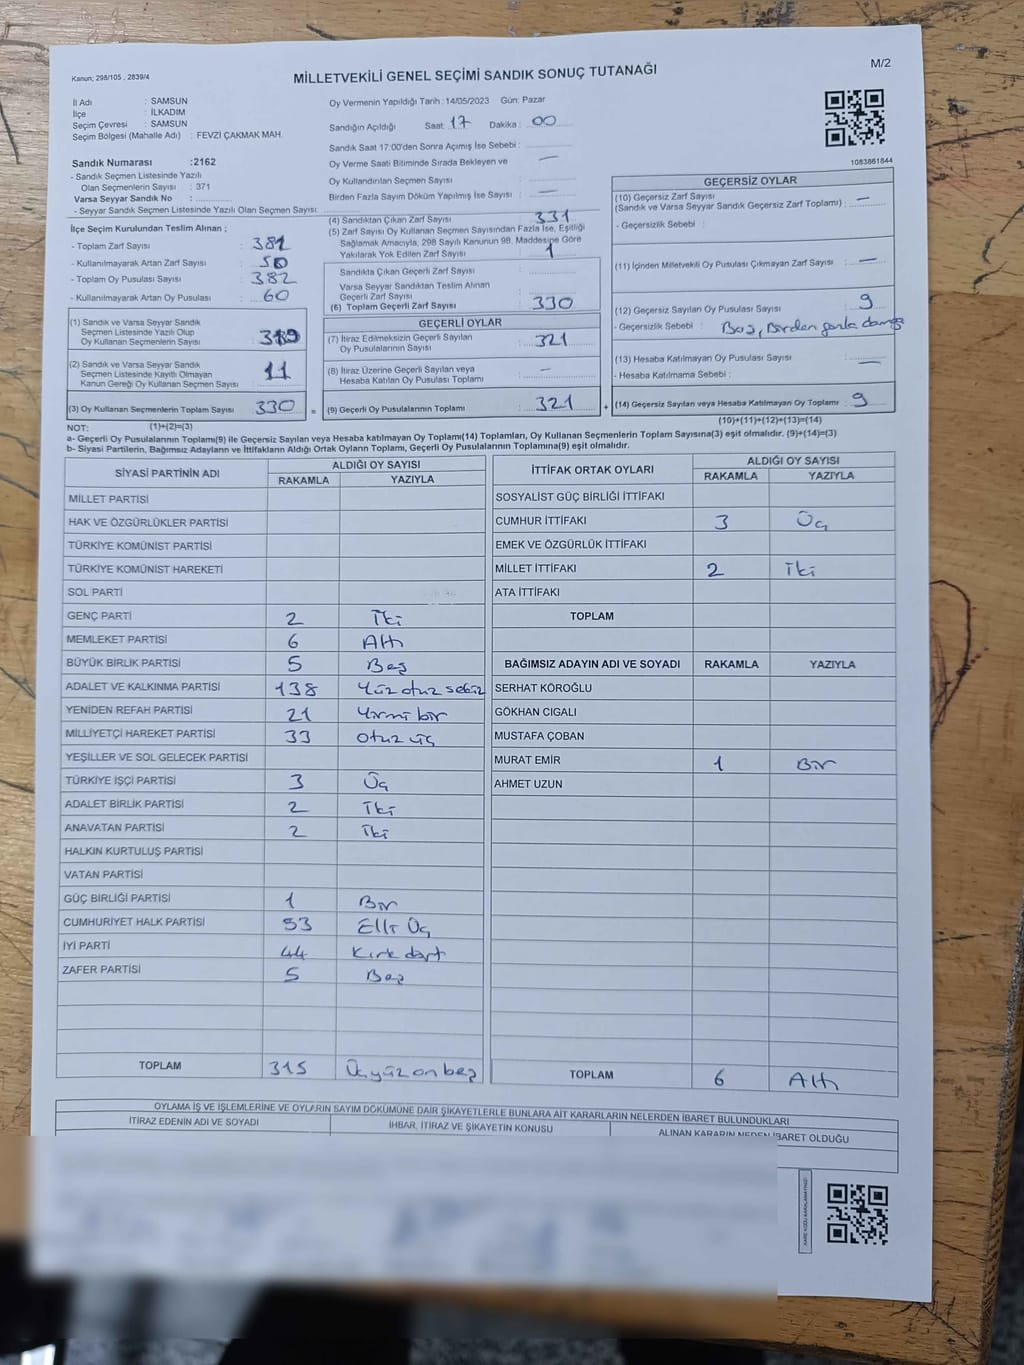 Kanun; 298/105 , 2839/4
MİLLETVEKİLİ GENEL SEÇİMİ SANDIK SONUÇ TUTANAĞI
M/2
İl Adı : SAMSUN
İlçe : İLKADIM
Seçim Çevresi : SAMSUN
Seçim Bölgesi (Mahalle Adı) : FEVZİ ÇAKMAK MAH.
Sandık Numarası :2162
- Sandık Seçmen Listesinde Yazılı
Olan Seçmenlerin Sayısı : 371
Varsa Seyyar Sandık No :
- Seyyar Sandık Seçmen Listesinde Yazılı Olan Seçmen Sayısı:
Oy Vermenin Yapıldığı Tarih : 14/05/2023 Gün: Pazar
Sandığın Açıldığı Saat: 17 Dakika : 00
Sandık Saat 17:00'den Sonra Açımış İse Sebebi :
Oy Verme Saati Bitiminde Sırada Bekleyen ve : —
Oy Kullandırılan Seçmen Sayısı
Birden Fazla Sayım Döküm Yapılmış İse Sayısı : —
1083861844
İlçe Seçim Kurulundan Teslim Alınan ;
- Toplam Zarf Sayısı : 381
- Kullanılmayarak Artan Zarf Sayısı : 50
- Toplam Oy Pusulası Sayısı : 382
- Kullanılmayarak Artan Oy Pusulası : 60
(4) Sandıktan Çıkan Zarf Sayısı : 331
(5) Zarf Sayısı Oy Kullanan Seçmen Sayısından Fazla İse, Eşitliği
Sağlamak Amacıyla, 298 Sayılı Kanunun 98. Maddesine Göre
Yakılarak Yok Edilen Zarf Sayısı : 1
Sandıkta Çıkan Geçerli Zarf Sayısı :
Varsa Seyyar Sandıktan Teslim Alınan
Geçerli Zarf Sayısı :
(6) Toplam Geçerli Zarf Sayısı : 330
GEÇERSİZ OYLAR
(10) Geçersiz Zarf Sayısı
(Sandık ve Varsa Seyyar Sandık Geçersiz Zarf Toplamı) : —
- Geçersizlik Sebebi :
(11) İçinden Milletvekili Oy Pusulası Çıkmayan Zarf Sayısı : —
(12) Geçersiz Sayılan Oy Pusulası Sayısı : 9
- Geçersizlik Sebebi : Boş, Birden fazla damga
(13) Hesaba Katılmayan Oy Pusulası Sayısı : —
- Hesaba Katılmama Sebebi :
(14) Geçersiz Sayılan veya Hesaba Katılmayan Oy Toplamı : 9
(10)+(11)+(12)+(13)=(14)
(1) Sandık ve Varsa Seyyar Sandık
Seçmen Listesinde Yazılı Olup
Oy Kullanan Seçmenlerin Sayısı : 319
(2) Sandık ve Varsa Seyyar Sandık
Seçmen Listesinde Kayıtlı Olmayan
Kanun Gereği Oy Kullanan Seçmen Sayısı : 11
(3) Oy Kullanan Seçmenlerin Toplam Sayısı : 330 =
NOT: (1)+(2)=(3)
GEÇERLİ OYLAR
(7) İtiraz Edilmeksizin Geçerli Sayılan
Oy Pusulalarının Sayısı : 321
(8) İtiraz Üzerine Geçerli Sayılan veya
Hesaba Katılan Oy Pusulası Toplamı : —
(9) Geçerli Oy Pusulalarının Toplamı : 321 +
a- Geçerli Oy Pusulalarının Toplamı(9) ile Geçersiz Sayılan veya Hesaba katılmayan Oy Toplamı(14) Toplamları, Oy Kullanan Seçmenlerin Toplam Sayısına(3) eşit olmalıdır. (9)+(14)=(3)
b- Siyasi Partilerin, Bağımsız Adayların ve İttifakların Aldığı Ortak Oyların Toplamı, Geçerli Oy Pusulalarının Toplamına(9) eşit olmalıdır.
SİYASİ PARTİNİN ADI ALDIĞI OY SAYISI
RAKAMLA YAZIYLA
MİLLET PARTİSİ
HAK VE ÖZGÜRLÜKLER PARTİSİ
TÜRKİYE KOMÜNİST PARTİSİ
TÜRKİYE KOMÜNİST HAREKETİ
SOL PARTİ
GENÇ PARTİ 2 İki
MEMLEKET PARTİSİ 6 Altı
BÜYÜK BİRLİK PARTİSİ 5 Beş
ADALET VE KALKINMA PARTİSİ 138 Yüz otuz sekiz
YENİDEN REFAH PARTİSİ 21 Yirmi bir
MİLLİYETÇİ HAREKET PARTİSİ 33 Otuz üç
YEŞİLLER VE SOL GELECEK PARTİSİ
TÜRKİYE İŞÇİ PARTİSİ 3 Üç
ADALET BİRLİK PARTİSİ 2 İki
ANAVATAN PARTİSİ 2 İki
HALKIN KURTULUŞ PARTİSİ
VATAN PARTİSİ
GÜÇ BİRLİĞİ PARTİSİ 1 Bir
CUMHURİYET HALK PARTİSİ 53 Elli Üç
İYİ PARTİ 44 Kırk dört
ZAFER PARTİSİ 5 Beş
TOPLAM 315 Üçyüz on beş
İTTİFAK ORTAK OYLARI ALDIĞI OY SAYISI
RAKAMLA YAZIYLA
SOSYALİST GÜÇ BİRLİĞİ İTTİFAKI
CUMHUR İTTİFAKI 3 Üç
EMEK VE ÖZGÜRLÜK İTTİFAKI
MİLLET İTTİFAKI 2 İki
ATA İTTİFAKI
TOPLAM
BAĞIMSIZ ADAYIN ADI VE SOYADI RAKAMLA YAZIYLA
SERHAT KÖROĞLU
GÖKHAN CIGALI
MUSTAFA ÇOBAN
MURAT EMİR 1 Bir
AHMET UZUN
TOPLAM 6 Altı
OYLAMA İŞ VE İŞLEMLERİNE VE OYLARIN SAYIM DÖKÜMÜNE DAİR ŞİKAYETLERLE BUNLARA AİT KARARLARIN NELERDEN İBARET BULUNDUKLARI
İTİRAZ EDENİN ADI VE SOYADI İHBAR, İTİRAZ VE ŞİKAYETİN KONUSU ALINAN KARARIN NEDEN İBARET OLDUĞU